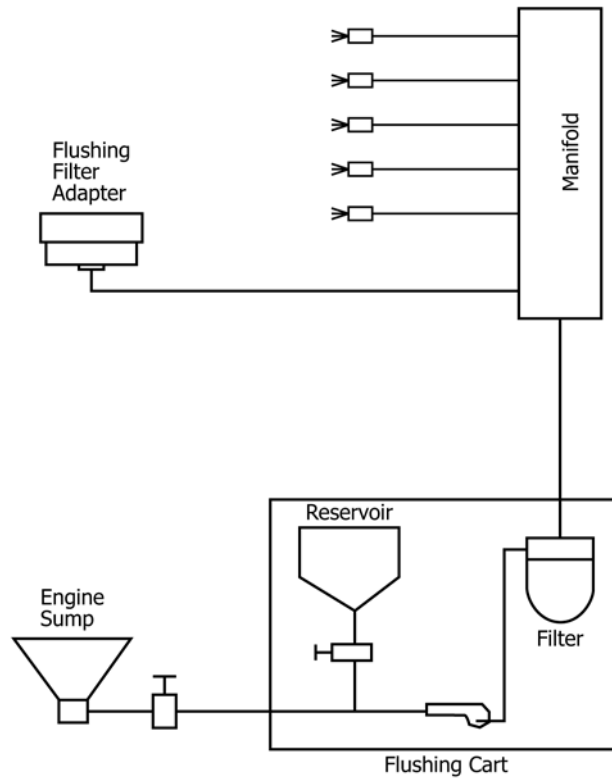 Manifold
Flushing
Filter
Adapter
Reservoir
Engine
Sump
Filter
Flushing Cart